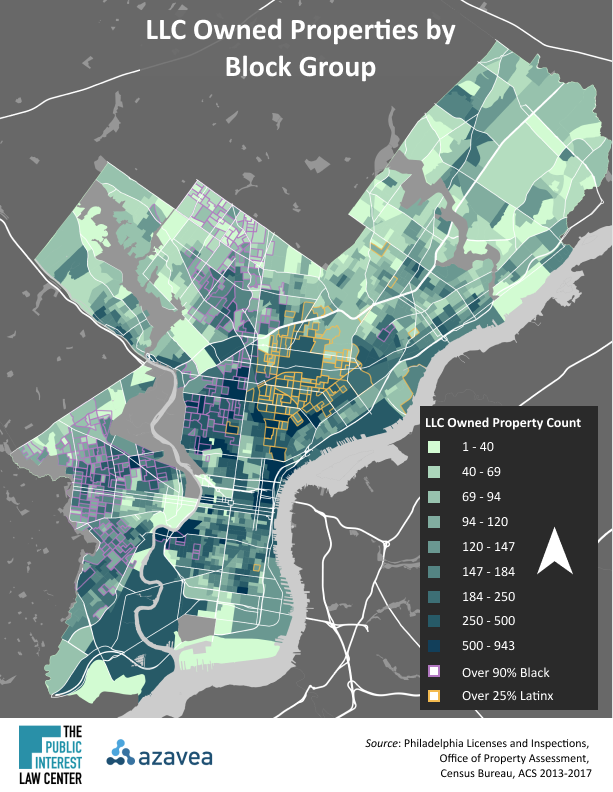 LLC Owned Properties by
Block Group
LLC Owned Property Count
1 - 40
40 - 69
69 - 94
94 - 120
120 - 147
147 - 184
184 - 250
250 - 500
500 - 943
Over 90% Black
Over 25% Latinx
THE
PUBLIC
INTEREST
LAW CENTER
azavea
Source: Philadelphia Licenses and Inspections,
Office of Property Assessment,
Census Bureau, ACS 2013-2017